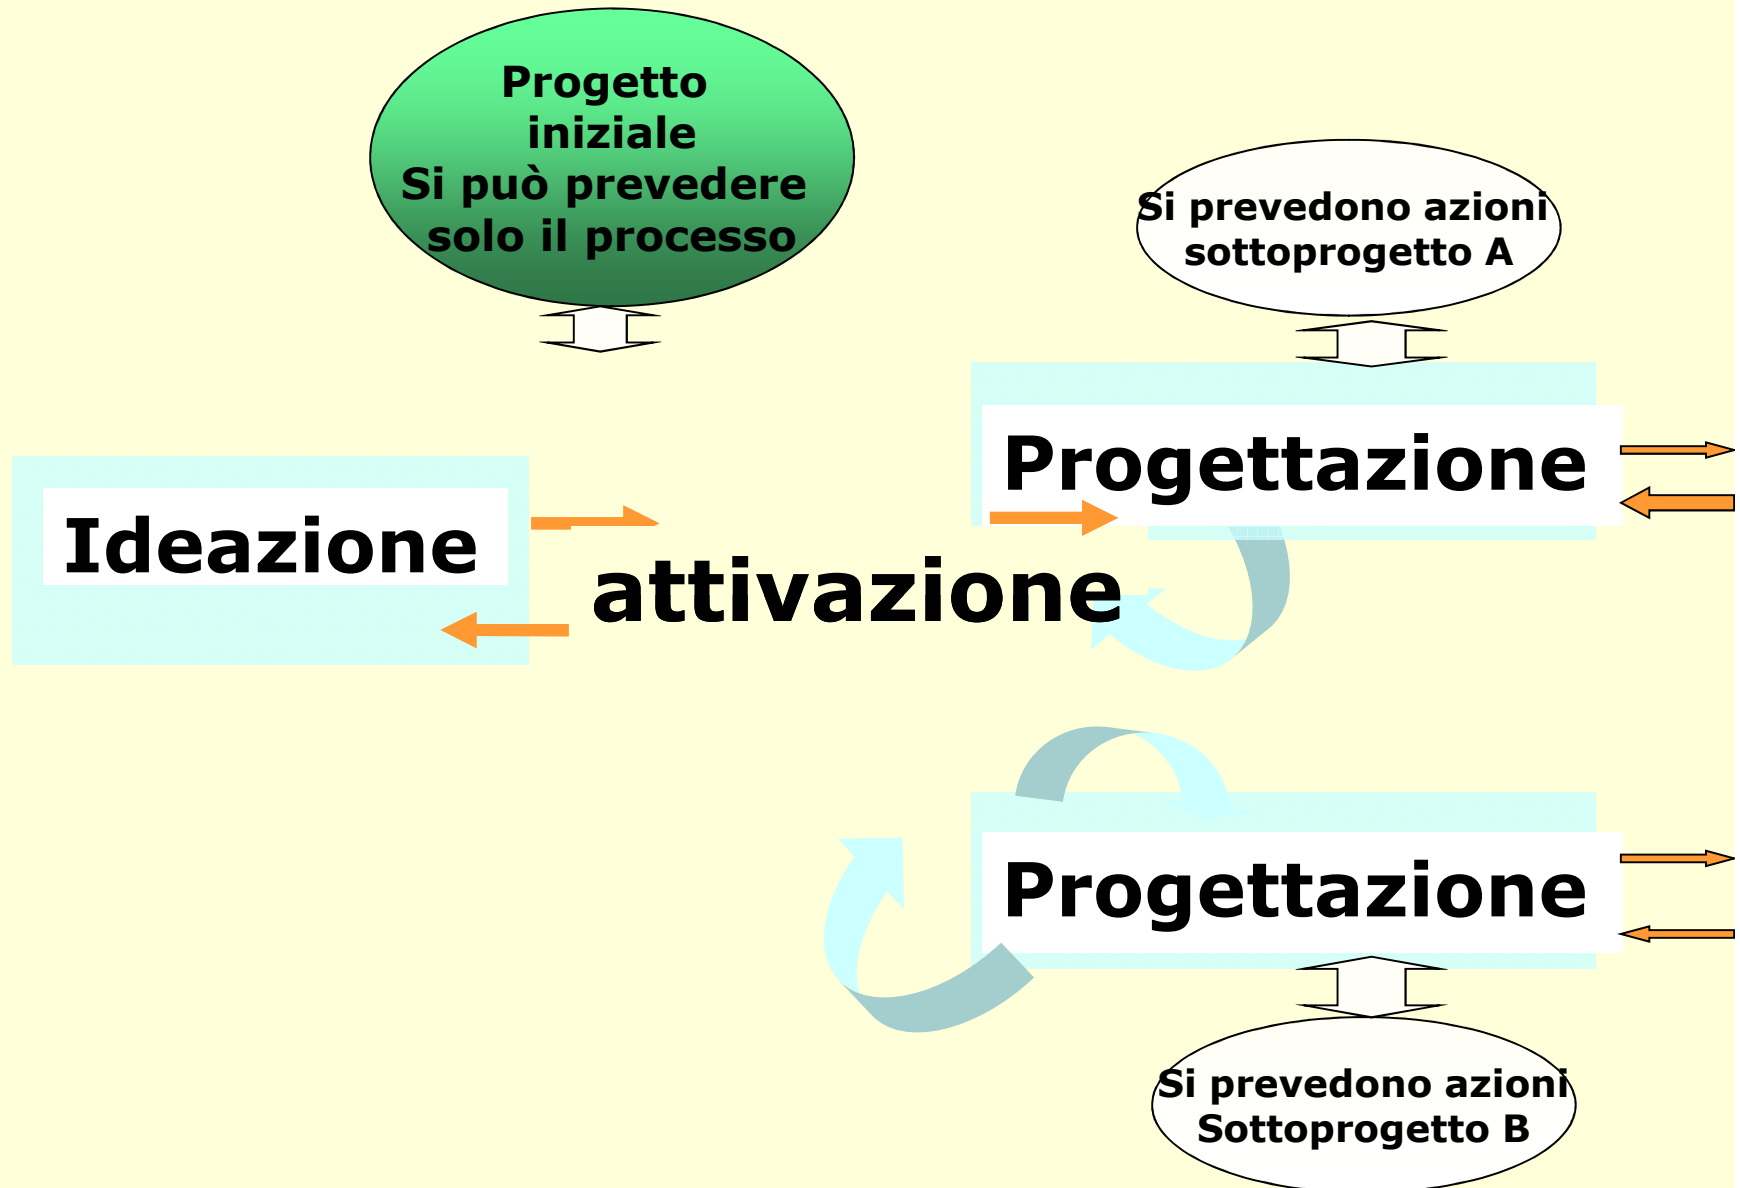 Progetto
iniziale
Si può prevedere
solo il processo
Si prevedono azioni
sottoprogetto A
Progettazione
Ideazione
attivazione
Progettazione
Si prevedono azioni
Sottoprogetto B